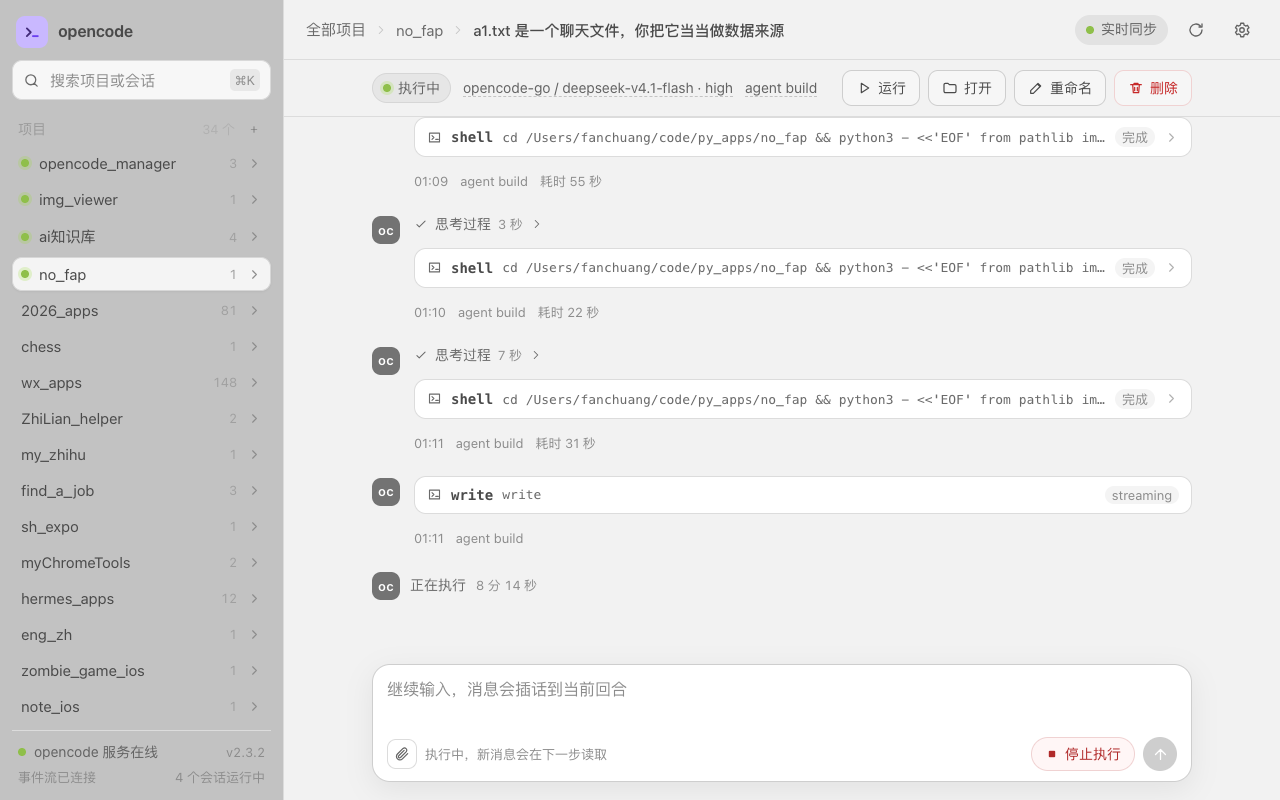 opencode
搜索项目或会话 ⌘K
项目 34 个 +
opencode_manager 3
img_viewer 1
ai知识库 4
no_fap 1
2026_apps 81
chess 1
wx_apps 148
ZhiLian_helper 2
my_zhihu 1
find_a_job 3
sh_expo 1
myChromeTools 2
hermes_apps 12
eng_zh 1
zombie_game_ios 1
note_ios 1
opencode 服务在线 v2.3.2
事件流已连接 4 个会话运行中
全部项目 no_fap a1.txt 是一个聊天文件，你把它当当做数据来源
实时同步
执行中 opencode-go / deepseek-v4.1-flash · high agent build
运行 打开 重命名 删除
shell cd /Users/fanchuang/code/py_apps/no_fap && python3 - <<'EOF' from pathlib im… 完成
01:09 agent build 耗时 55 秒
OC 思考过程 3 秒
shell cd /Users/fanchuang/code/py_apps/no_fap && python3 - <<'EOF' from pathlib im… 完成
01:10 agent build 耗时 22 秒
OC 思考过程 7 秒
shell cd /Users/fanchuang/code/py_apps/no_fap && python3 - <<'EOF' from pathlib im… 完成
01:11 agent build 耗时 31 秒
OC write write streaming
01:11 agent build
OC 正在执行 8 分 14 秒
继续输入，消息会插话到当前回合
执行中，新消息会在下一步读取 停止执行